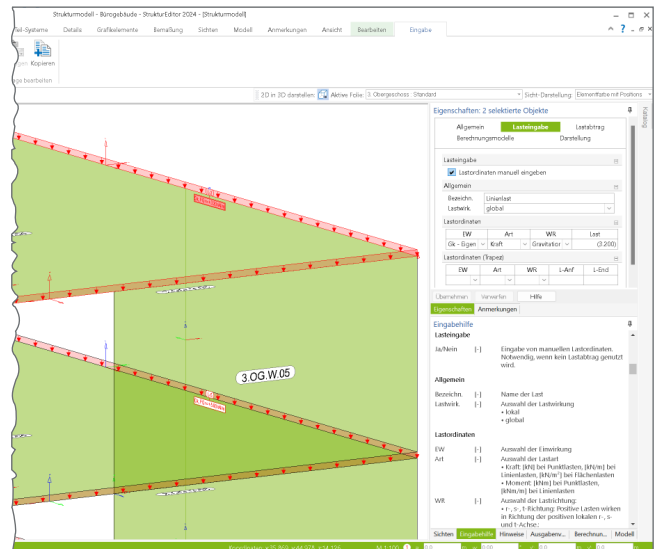 Strukturmodell - Bürogebäude - StrukturEditor 2024 - [Strukturmodell]
Details Grafikelemente Bemaßung Sichten Modell Anmerkungen Ansicht Bearbeiten Eingabe
Kopieren
bearbeiten
2D in 3D darstellen: Aktive Folie: 3. Obergeschoss : Standard Sicht-Darstellung: Elementfarbe mit Positions
Eigenschaften: 2 selektierte Objekte
Katalog
Allgemein Lasteingabe Lastabtrag
Berechnungsmodelle Darstellung
Lasteingabe
Lastordinaten manuell eingeben
Allgemein
Bezeichn. Linienlast
Lastwirk. global
Lastordinaten
EW Art WR Last
Gk - Eigen Kraft Gravitation (3.200)
Lastordinaten (Trapez)
EW Art WR L-Anf L-End
Übernehmen Verwerfen Hilfe
Eigenschaften Anmerkungen
Eingabehilfe
Lasteingabe
Ja/Nein [-] Eingabe von manuellen Lastordinaten.
Notwendig, wenn kein Lastabtrag genutzt
wird.
Allgemein
Bezeichn. [-] Name der Last
Lastwirk. [-] Auswahl der Lastwirkung
• lokal
• global
Lastordinaten
EW [-] Auswahl der Einwirkung
Art [-] Auswahl der Lastart
• Kraft: [kN] bei Punktlasten, [kN/m] bei
Linienlasten, [kN/m²] bei Flächenlasten
• Moment: [kNm] bei Punktlasten,
[kNm/m] bei Linienlasten
WR [-] Auswahl der Lastrichtung:
• r-, s-, t-Richtung: Positive Lasten wirken
in Richtung der positiven lokalen r-, s-
und t-Achse;
Sichten Eingabehilfe Hinweise Ausgabenv... Berechnun... Modell
3.OG.W.05
M 1:100